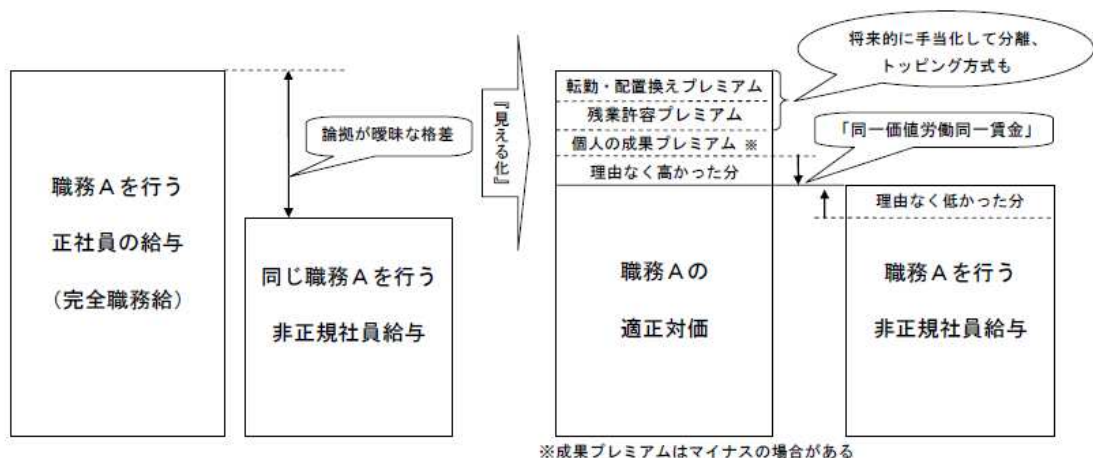 職務Ａを行う
正社員の給与
（完全職務給）
論拠が曖昧な格差
同じ職務Ａを行う
非正規社員給与
『見える化』
転勤・配置換えプレミアム
残業許容プレミアム
個人の成果プレミアム ※
理由なく高かった分
職務Ａの
適正対価
将来的に手当化して分離、
トッピング方式も
「同一価値労働同一賃金」
理由なく低かった分
職務Ａを行う
非正規社員給与
※成果プレミアムはマイナスの場合がある